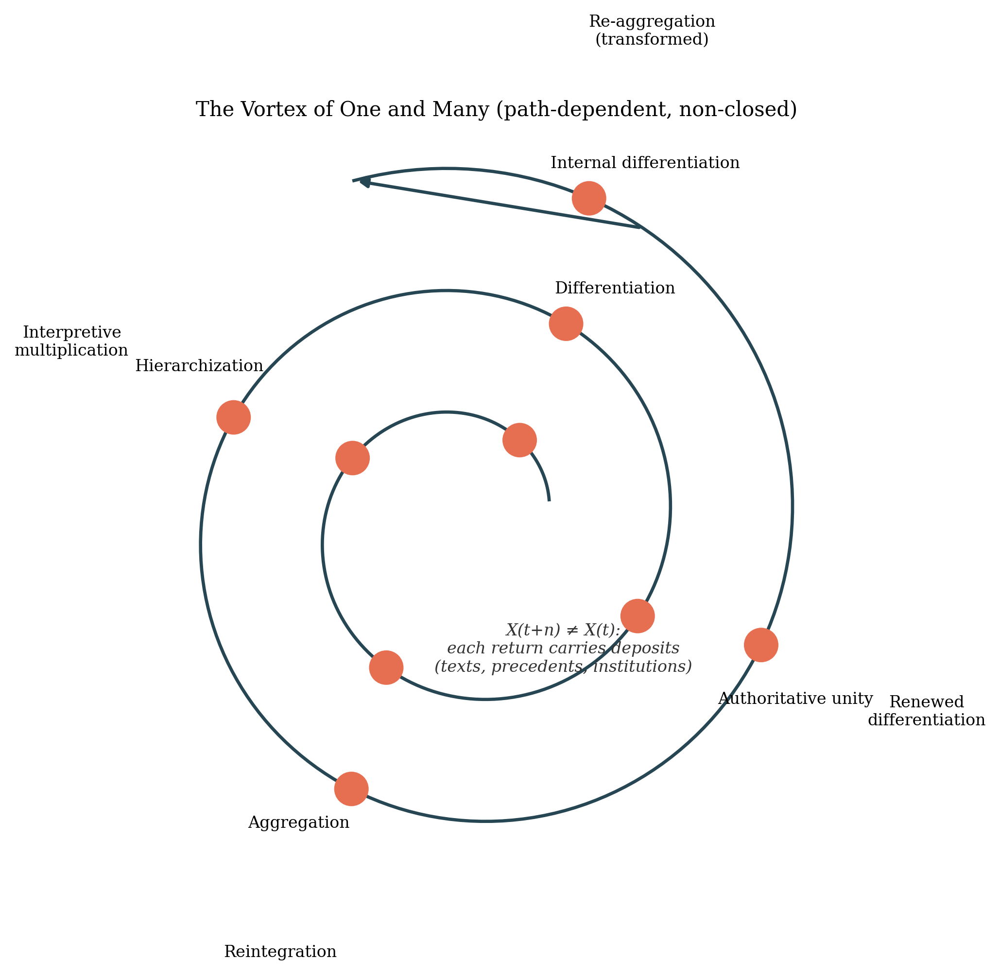 Re-aggregation
(transformed)
The Vortex of One and Many (path-dependent, non-closed)
Internal differentiation
Differentiation
Interpretive
multiplication
Hierarchization
X(t+n) ≠ X(t):
each return carries deposits
(texts, precedents, institutions)
Authoritative unity
Renewed
differentiation
Aggregation
Reintegration